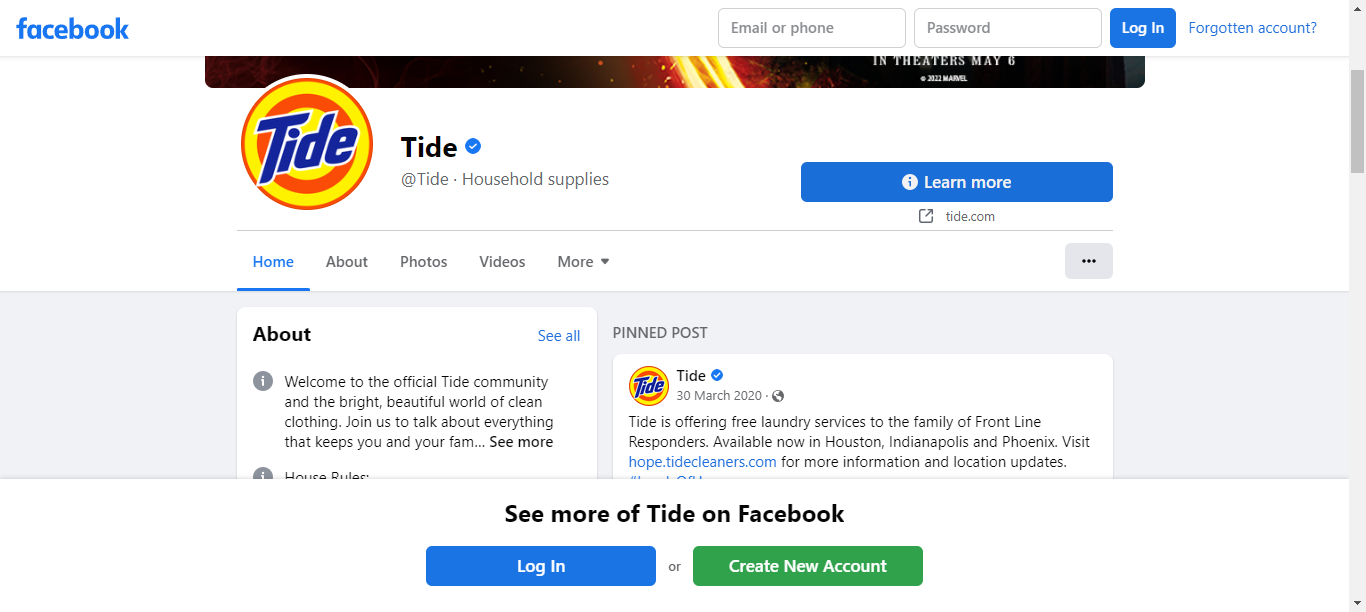 facebook
Email or phone
Password
Log In
Forgotten account?
IN THEATERS MAY 6
© 2022 MARVEL
Tide
Tide
@Tide · Household supplies
Learn more
tide.com
Home
About
Photos
Videos
More
About
See all
PINNED POST
Welcome to the official Tide community
and the bright, beautiful world of clean
clothing. Join us to talk about everything
that keeps you and your fam... See more
House Rules:
Tide
Tide
30 March 2020 ·
Tide is offering free laundry services to the family of Front Line
Responders. Available now in Houston, Indianapolis and Phoenix. Visit
hope.tidecleaners.com for more information and location updates.
See more of Tide on Facebook
Log In
or
Create New Account